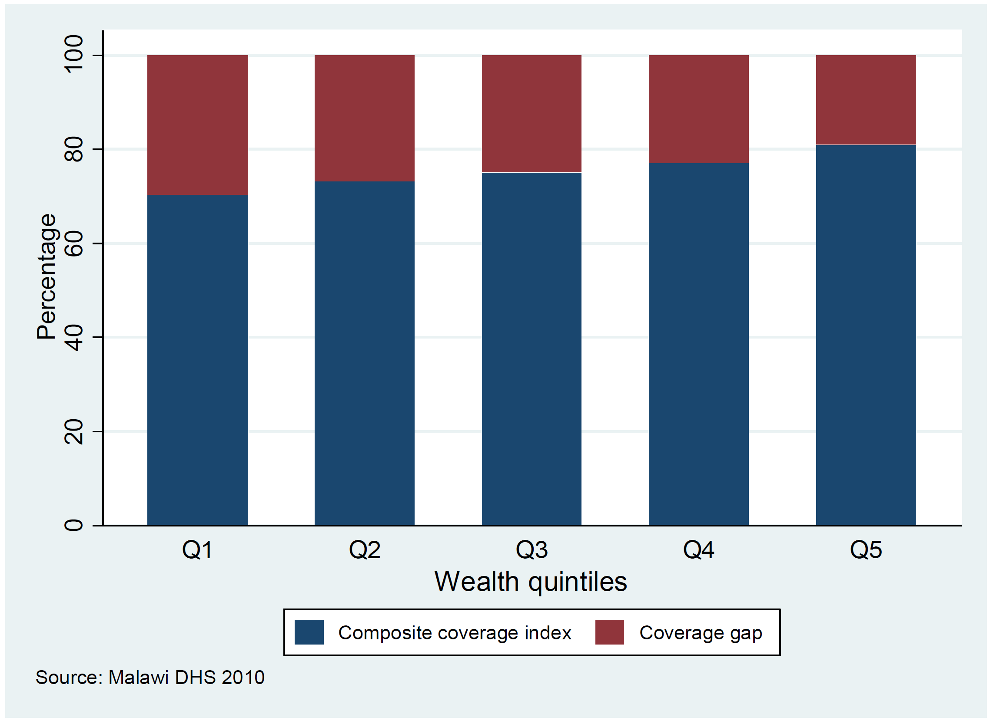 Percentage
100
80
60
40
20
0
Q1 Q2 Q3 Q4 Q5
Wealth quintiles
Composite coverage index Coverage gap
Source: Malawi DHS 2010